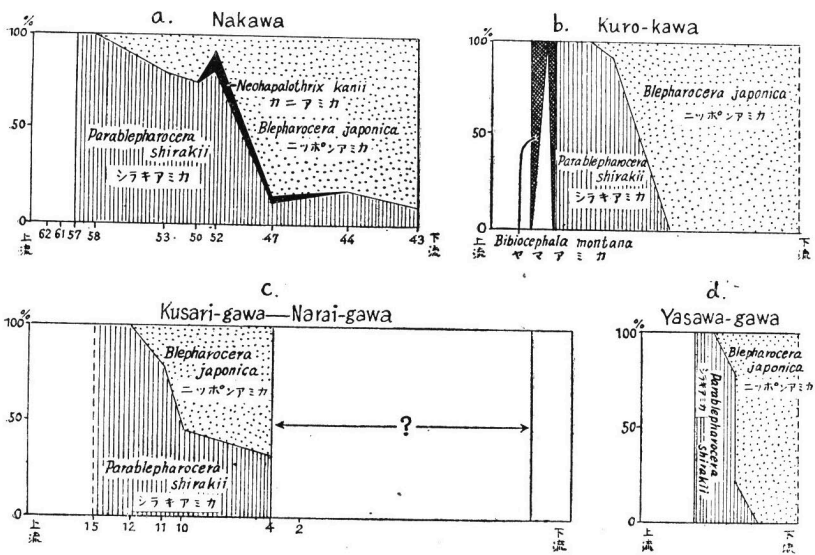 a. Nakawa
%
100
50
0
Neohapalothrix kanii
カニアミカ
Blepharocera japonica
ニッポンアミカ
Parablepharocera
shirakii
シラキアミカ
上流
62 61 57 58 53. 50 52 47 44 43
下流
b. Kuro-kawa
%
100
50
0
Blepharocera japonica
ニッポンアミカ
Parablepharocera
shirakii
シラキアミカ
上流
Bibiocephala montana
ヤマアミカ
下流
c.
Kusari-gawa—Narai-gawa
%
100
50
0
Blepharocera
japonica
ニッポンアミカ
Parablepharocera
shirakii
シラキアミカ
?
上流
15 12 11 10 4 2
下流
d.
Yasawa-gawa
%
100
50
0
Blepharocera
japonica
ニッポンアミカ
Parablepharocera
shirakii
シラキアミカ
上流
下流